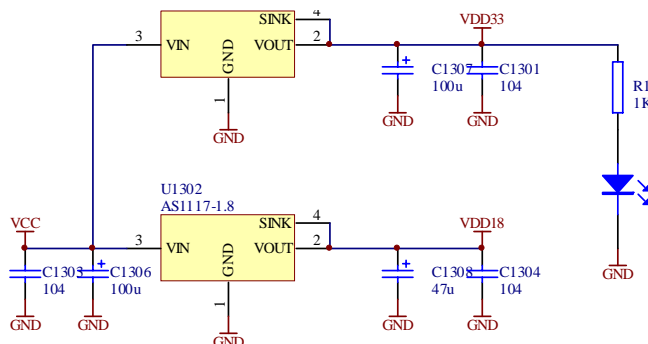 SINK 4
3 VIN VOUT 2
GND
1
GND
VDD33
C1307
100u
C1301
104
GND
GND
R1
1K
GND
U1302
AS1117-1.8
VCC
SINK 4
3 VIN VOUT 2
GND
1
GND
C1303
104
C1306
100u
GND
GND
VDD18
C1308
47u
C1304
104
GND
GND